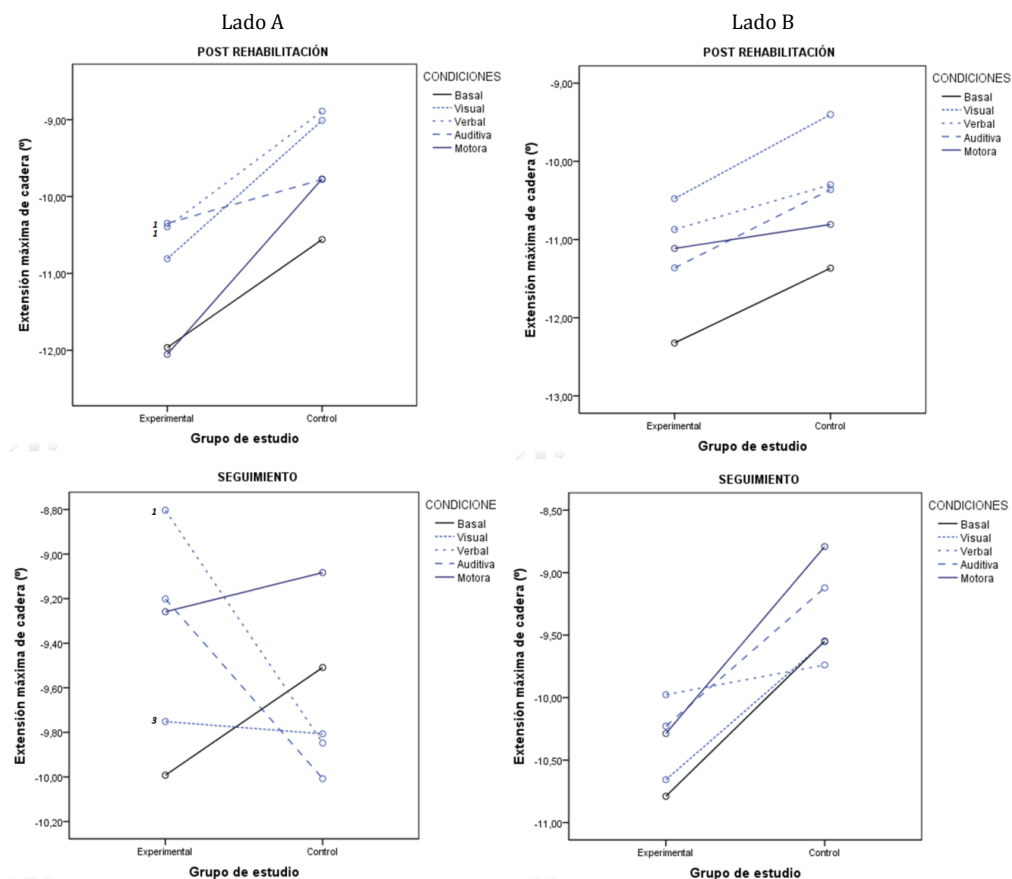 Lado A
POST REHABILITACIÓN
Extensión máxima de cadera (º)
-9,00
-10,00
-11,00
-12,00
1
1
Experimental
Control
Grupo de estudio
CONDICIONES
Basal
Visual
Verbal
Auditiva
Motora
Lado B
POST REHABILITACIÓN
Extensión máxima de cadera (º)
-9,00
-10,00
-11,00
-12,00
-13,00
Experimental
Control
Grupo de estudio
CONDICIONES
Basal
Visual
Verbal
Auditiva
Motora
SEGUIMIENTO
Extensión máxima de cadera (º)
-8,80
-9,00
-9,20
-9,40
-9,60
-9,80
-10,00
-10,20
1
3
Experimental
Control
Grupo de estudio
CONDICIONE
Basal
Visual
Verbal
Auditiva
Motora
SEGUIMIENTO
Extensión máxima de cadera (º)
-8,50
-9,00
-9,50
-10,00
-10,50
-11,00
Experimental
Control
Grupo de estudio
CONDICIONES
Basal
Visual
Verbal
Auditiva
Motora